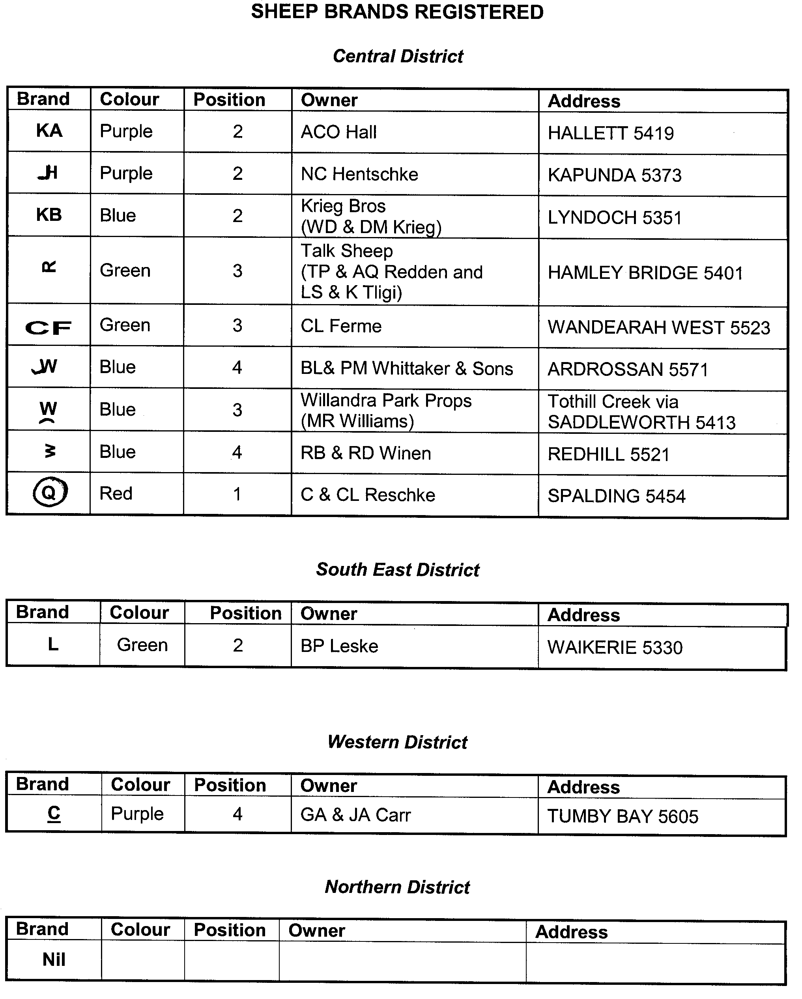 SHEEP BRANDS REGISTERED
Central District
Brand Colour Position Owner Address
KA Purple 2 ACO Hall HALLETT 5419
JH Purple 2 NC Hentschke KAPUNDA 5373
KB Blue 2 Krieg Bros LYNDOCH 5351
(WD & DM Krieg)
R Green 3 Talk Sheep HAMLEY BRIDGE 5401
(TP & AQ Redden and
LS & K Tligi)
CF Green 3 CL Ferme WANDEARAH WEST 5523
JW Blue 4 BL& PM Whittaker & Sons ARDROSSAN 5571
W Blue 3 Willandra Park Props Tothill Creek via
(MR Williams) SADDLEWORTH 5413
W Blue 4 RB & RD Winen REDHILL 5521
Q Red 1 C & CL Reschke SPALDING 5454
South East District
Brand Colour Position Owner Address
L Green 2 BP Leske WAIKERIE 5330
Western District
Brand Colour Position Owner Address
C Purple 4 GA & JA Carr TUMBY BAY 5605
Northern District
Brand Colour Position Owner Address
Nil